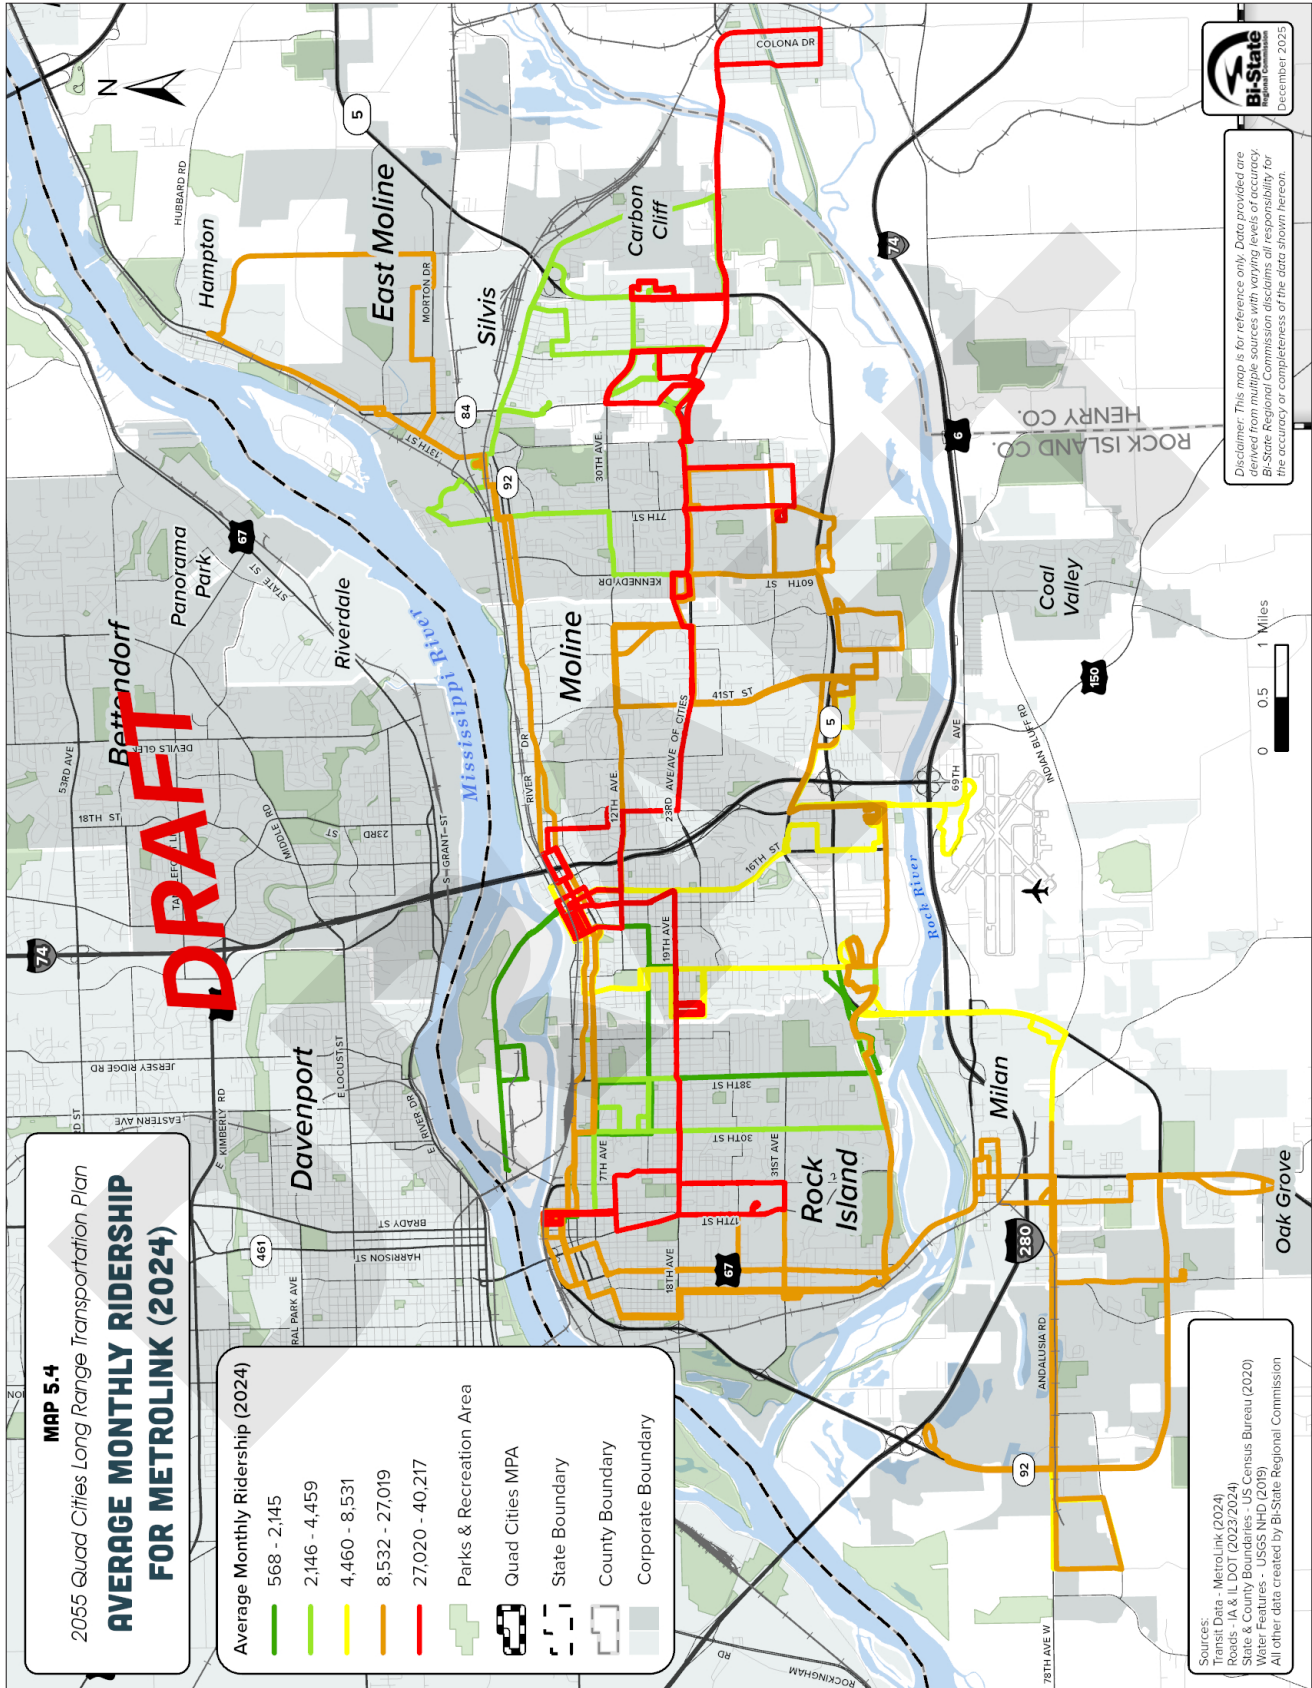 MAP 5.4
2055 Quad Cities Long Range Transportation Plan
AVERAGE MONTHLY RIDERSHIP
FOR METROLINK (2024)
Average Monthly Ridership (2024)
568 - 2,145
2,146 - 4,459
4,460 - 8,531
8,532 - 27,019
27,020 - 40,217
Parks & Recreation Area
Quad Cities MPA
State Boundary
County Boundary
Corporate Boundary
DRAFT
N
Bettendorf
Panorama
Park
Riverdale
Davenport
Hampton
East Moline
Silvis
Carbon
Cliff
Moline
Rock
Island
Milan
Coal
Valley
Oak Grove
Mississippi River
Rock River
ROCK ISLAND CO.
HENRY CO.
53RD AVE
18TH ST
DEVILS GLEN
MIDDLE RD
23RD
ST
S GRANT ST
STATE ST
JERSEY RIDGE RD
EASTERN AVE
E KIMBERLY RD
E LOCUST ST
E RIVER DR
BRADY ST
HARRISON ST
RAL PARK AVE
ROCKINGHAM
RD
HUBBARD RD
MORTON DR
13TH ST
30TH AVE
7TH ST
KENNEDY DR
60TH ST
COLONA DR
RIVER DR
12TH AVE
23RD AVE/AVE OF CITIES
41ST ST
16TH ST
19TH AVE
38TH ST
30TH ST
7TH AVE
31ST AVE
17TH ST
18TH AVE
69TH AVE
INDIAN BLUFF RD
ANDALUSIA RD
78TH AVE W
74
67
461
5
84
92
74
6
5
150
67
280
92
0 0.5 1 Miles
Sources:
Transit Data - MetroLink (2024)
Roads - IA & IL DOT (2023/2024)
State & County Boundaries - US Census Bureau (2020)
Water Features - USGS NHD (2019)
All other data created by Bi-State Regional Commission
Disclaimer: This map is for reference only. Data provided are
derived from multiple sources with varying levels of accuracy.
Bi-State Regional Commission disclaims all responsibility for
the accuracy or completeness of the data shown hereon.
Bi-State
Regional Commission
December 2025